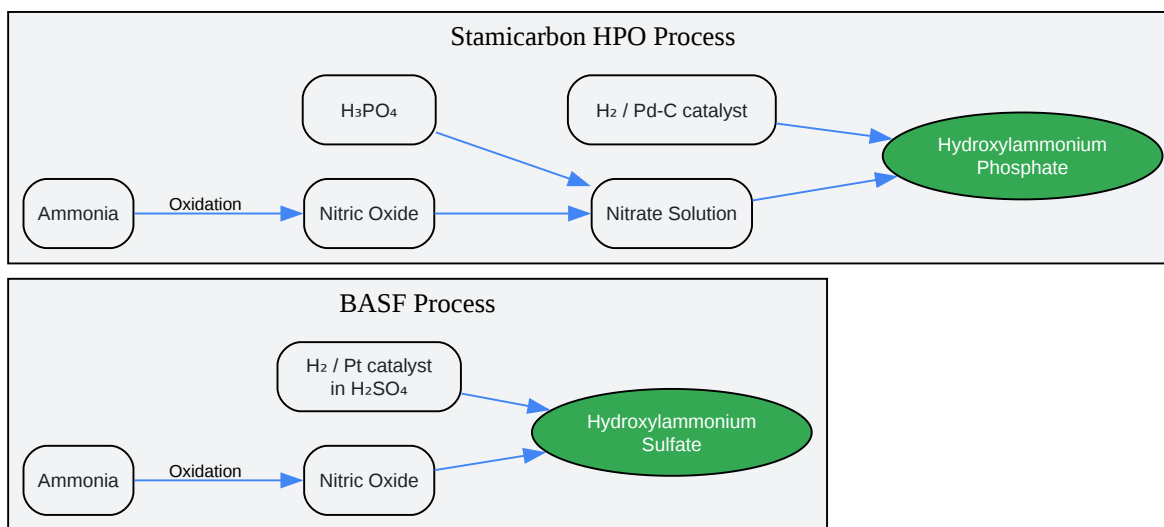 Stamicarbon HPO Process
H₃PO₄
H₂ / Pd-C catalyst
Hydroxylammonium
Phosphate
Ammonia
Oxidation
Nitric Oxide
Nitrate Solution
BASF Process
H₂ / Pt catalyst
in H₂SO₄
Hydroxylammonium
Sulfate
Ammonia
Oxidation
Nitric Oxide